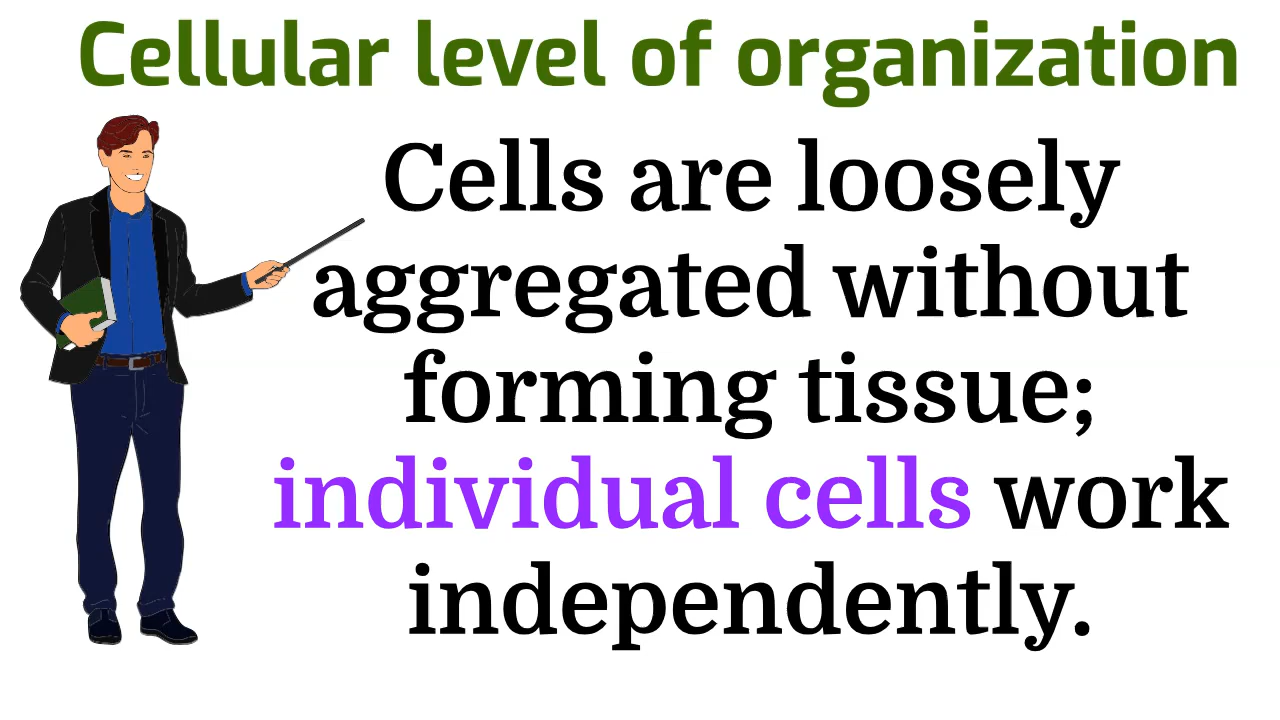 Cellular level of organization
Cells are loosely
aggregated without
forming tissue;
individual cells work
independently.